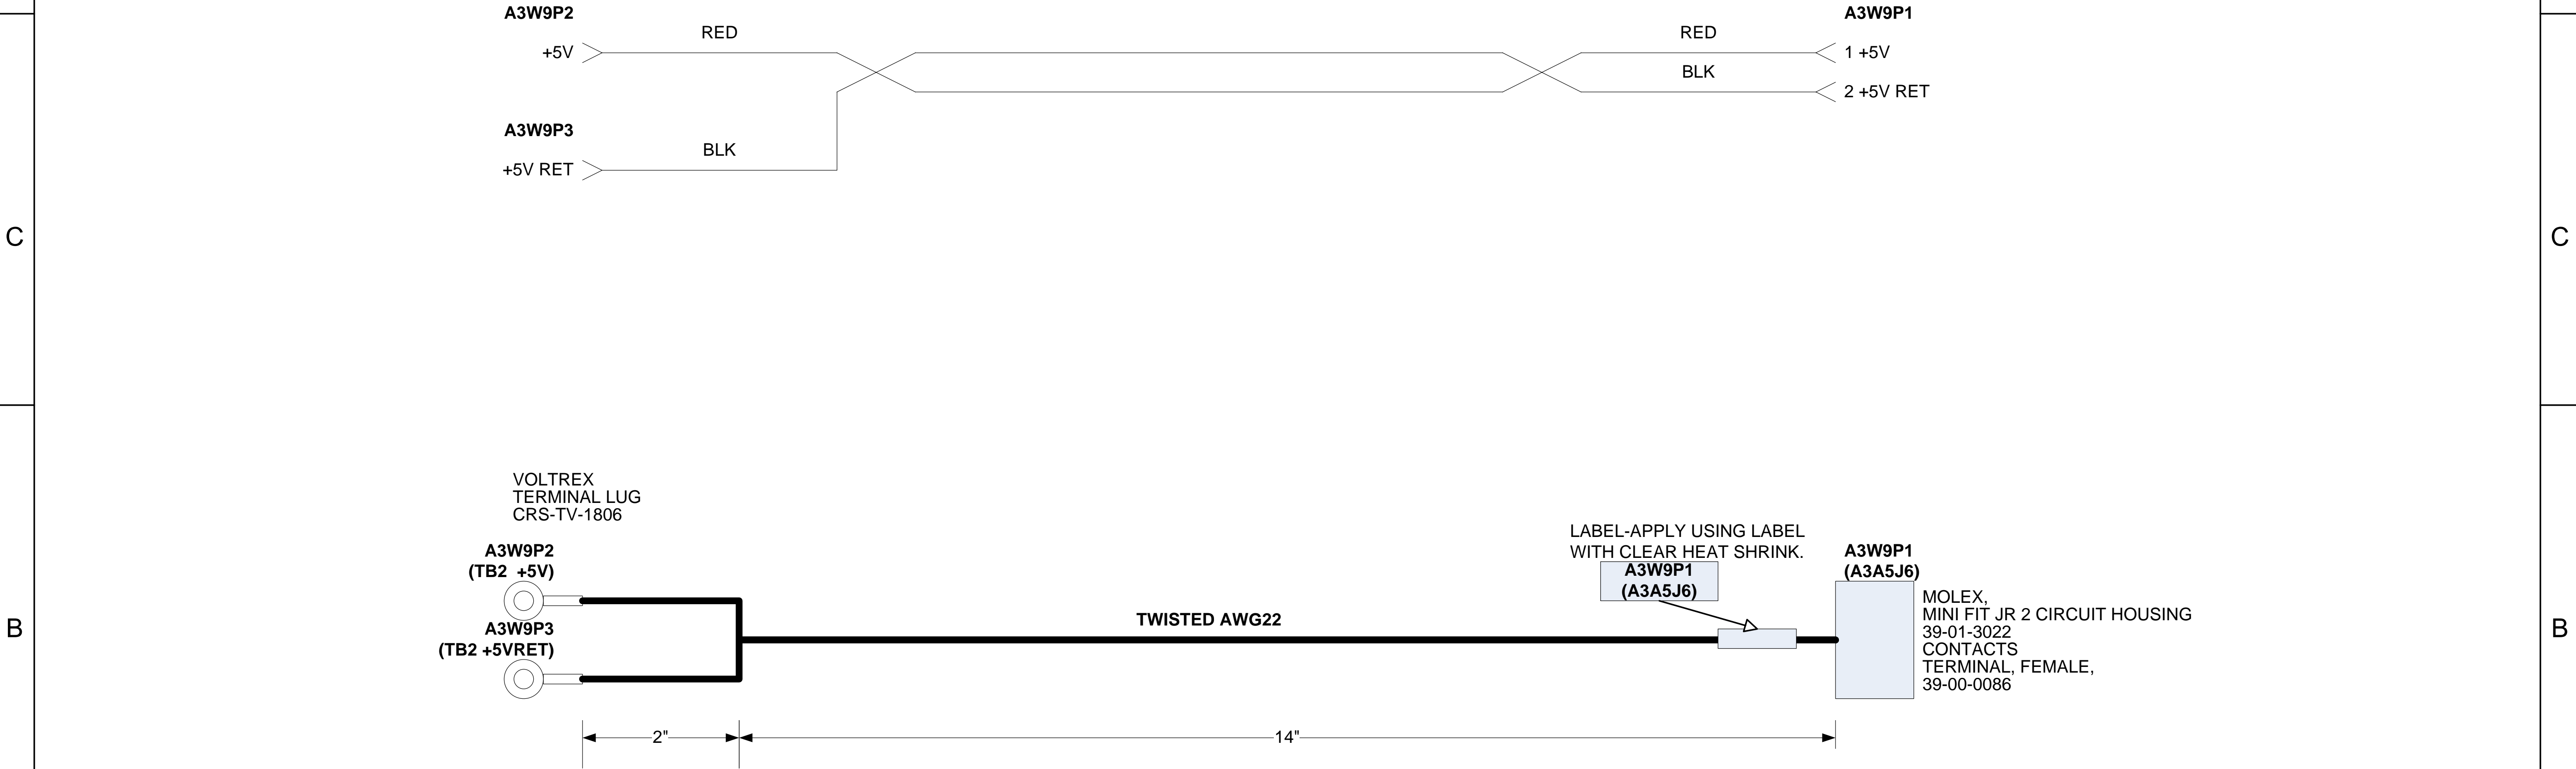 A3W9P2
A3W9P1
RED
RED
+5V
1 +5V
BLK
2 +5V RET
A3W9P3
BLK
+5V RET
C
C
VOLTREX
TERMINAL LUG
CRS-TV-1806
LABEL-APPLY USING LABEL
WITH CLEAR HEAT SHRINK.
A3W9P1
(A3A5J6)
A3W9P2
(TB2 +5V)
A3W9P1
(A3A5J6)
A3W9P3
(TB2 +5VRET)
TWISTED AWG22
MOLEX,
MINI FIT JR 2 CIRCUIT HOUSING
39-01-3022
CONTACTS
TERMINAL, FEMALE,
39-00-0086
B
B
2"
14"